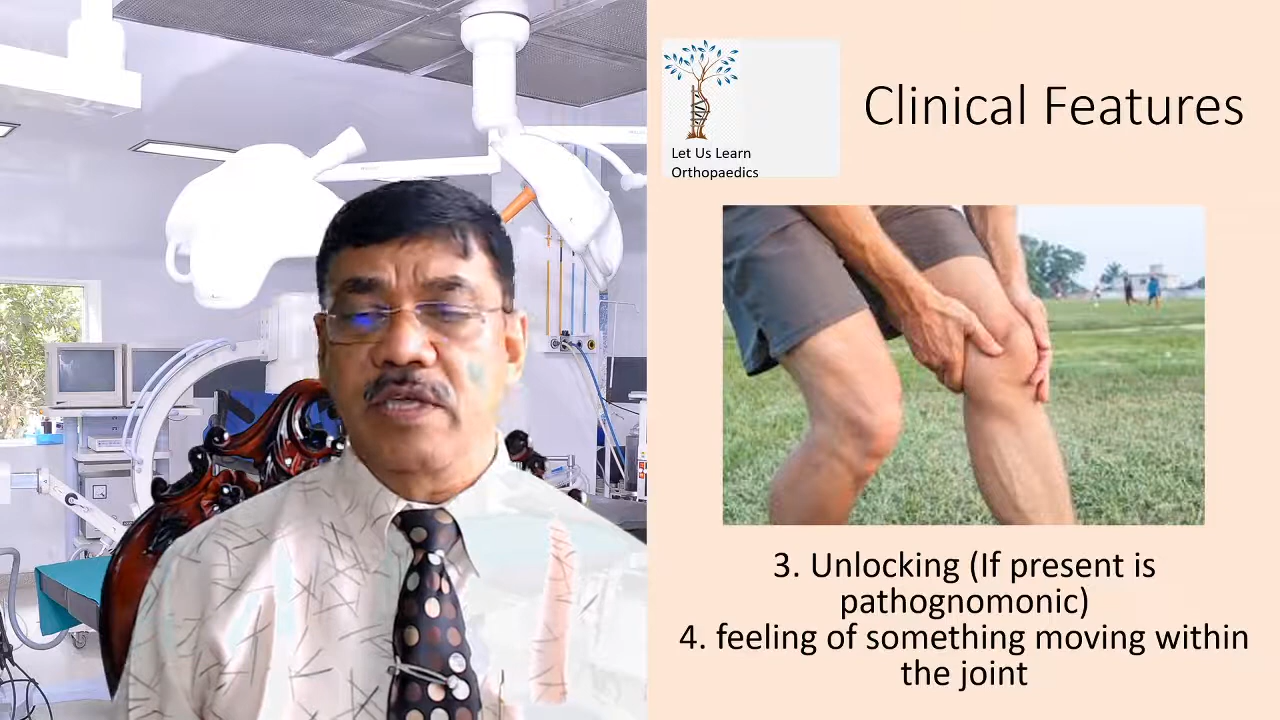 Let Us Learn
Orthopaedics
Clinical Features
3. Unlocking (If present is
pathognomonic)
4. feeling of something moving within
the joint